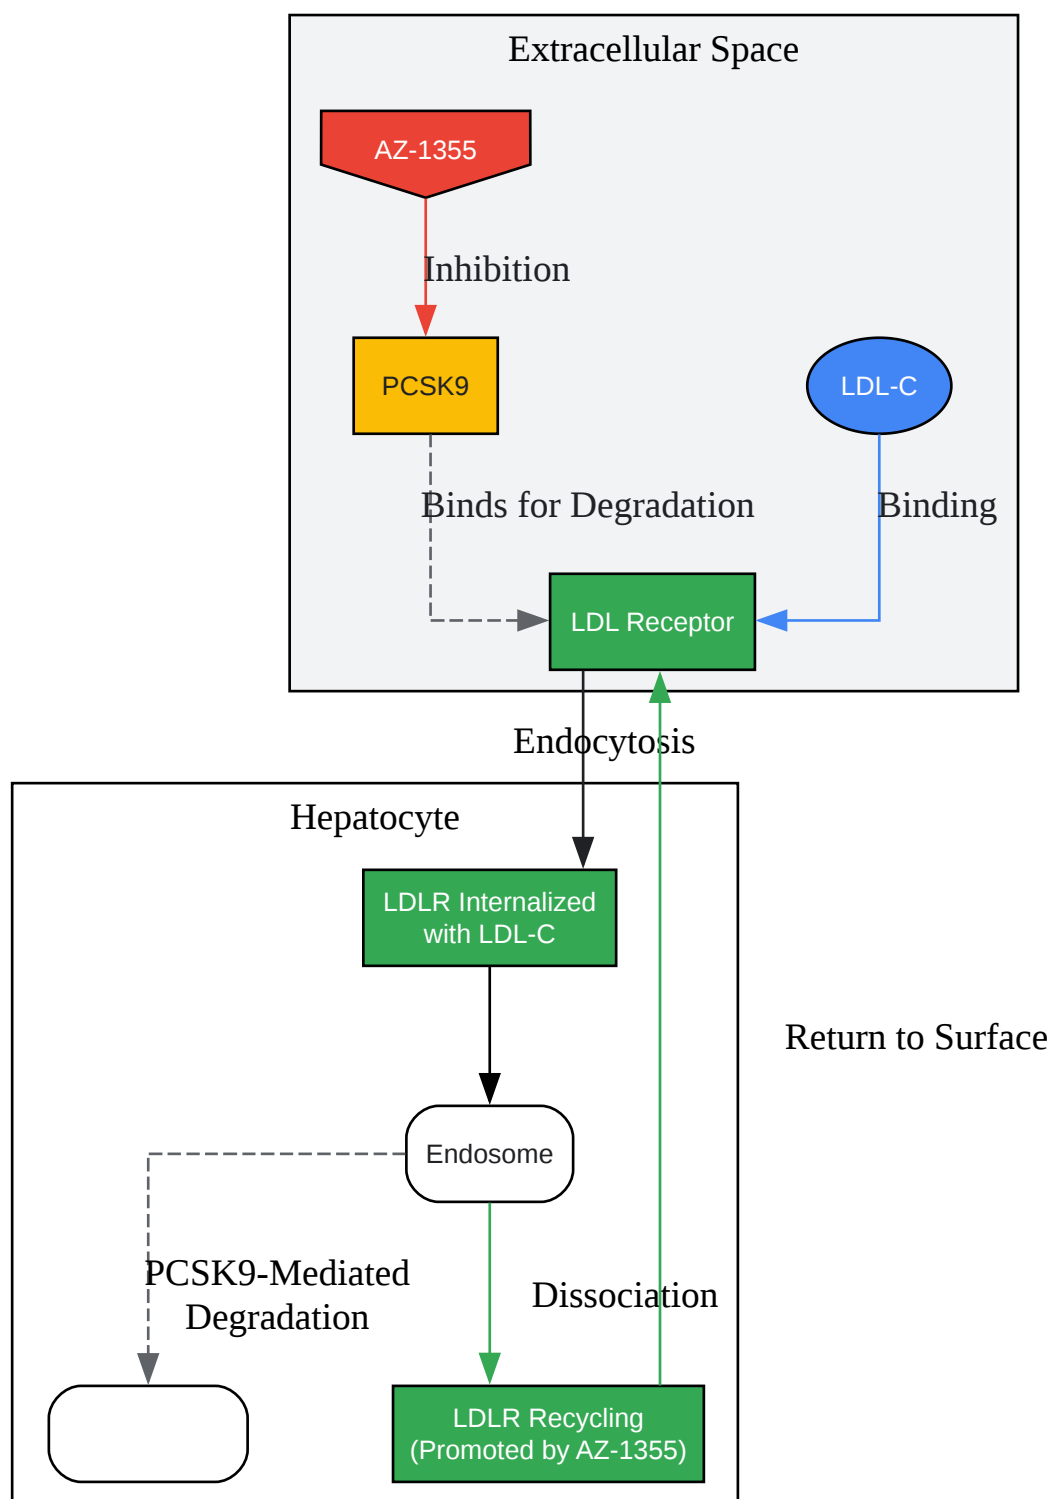 Extracellular Space
AZ-1355
Inhibition
PCSK9
LDL-C
Binds for Degradation
Binding
LDL Receptor
Endocytosis
Hepatocyte
LDLR Internalized
with LDL-C
Return to Surface
Endosome
PCSK9-Mediated
Degradation
Dissociation
LDLR Recycling
(Promoted by AZ-1355)